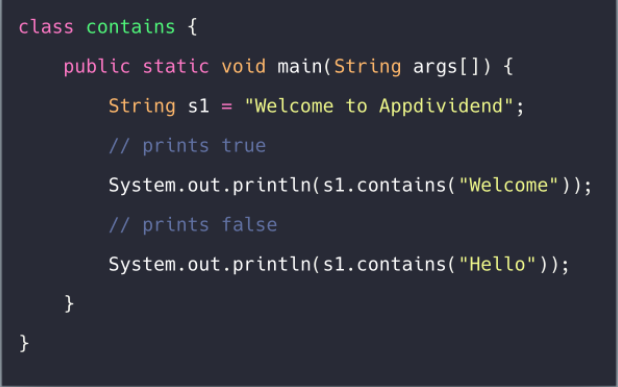 class contains {
    public static void main(String args[]) {
        String s1 = "Welcome to Appdividend";
        // prints true
        System.out.println(s1.contains("Welcome"));
        // prints false
        System.out.println(s1.contains("Hello"));
    }
}